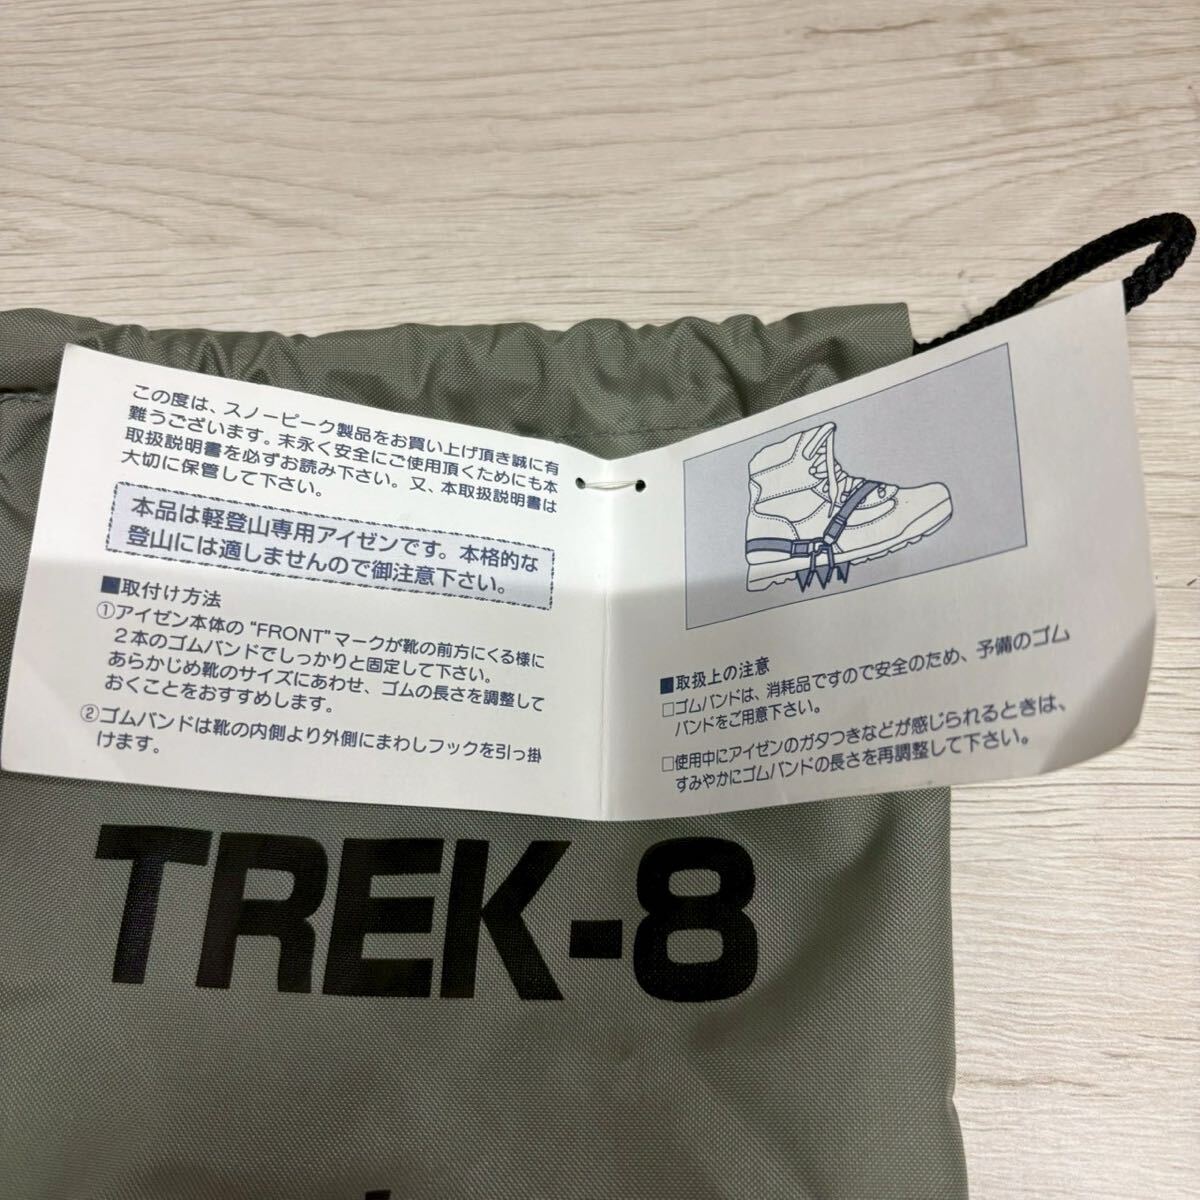 この度は、スノーピーク製品をお買い上げ頂き誠に有
難うございます。末永く安全にご使用頂くためにも本
取扱説明書を必ずお読み下さい。又、本取扱説明書は
大切に保管して下さい。
本品は軽登山専用アイゼンです。本格的な
登山には適しませんので御注意下さい。
■取付け方法
①アイゼン本体の“FRONT”マークが靴の前方にくる様に
２本のゴムバンドでしっかりと固定して下さい。
あらかじめ靴のサイズにあわせ、ゴムの長さを調整して
おくことをおすすめします。
②ゴムバンドは靴の内側より外側にまわしフックを引っ掛
けます。
■取扱上の注意
□ゴムバンドは、消耗品ですので安全のため、予備のゴム
バンドをご用意下さい。
□使用中にアイゼンのガタつきなどが感じられるときは、
すみやかにゴムバンドの長さを再調整して下さい。
TREK-8